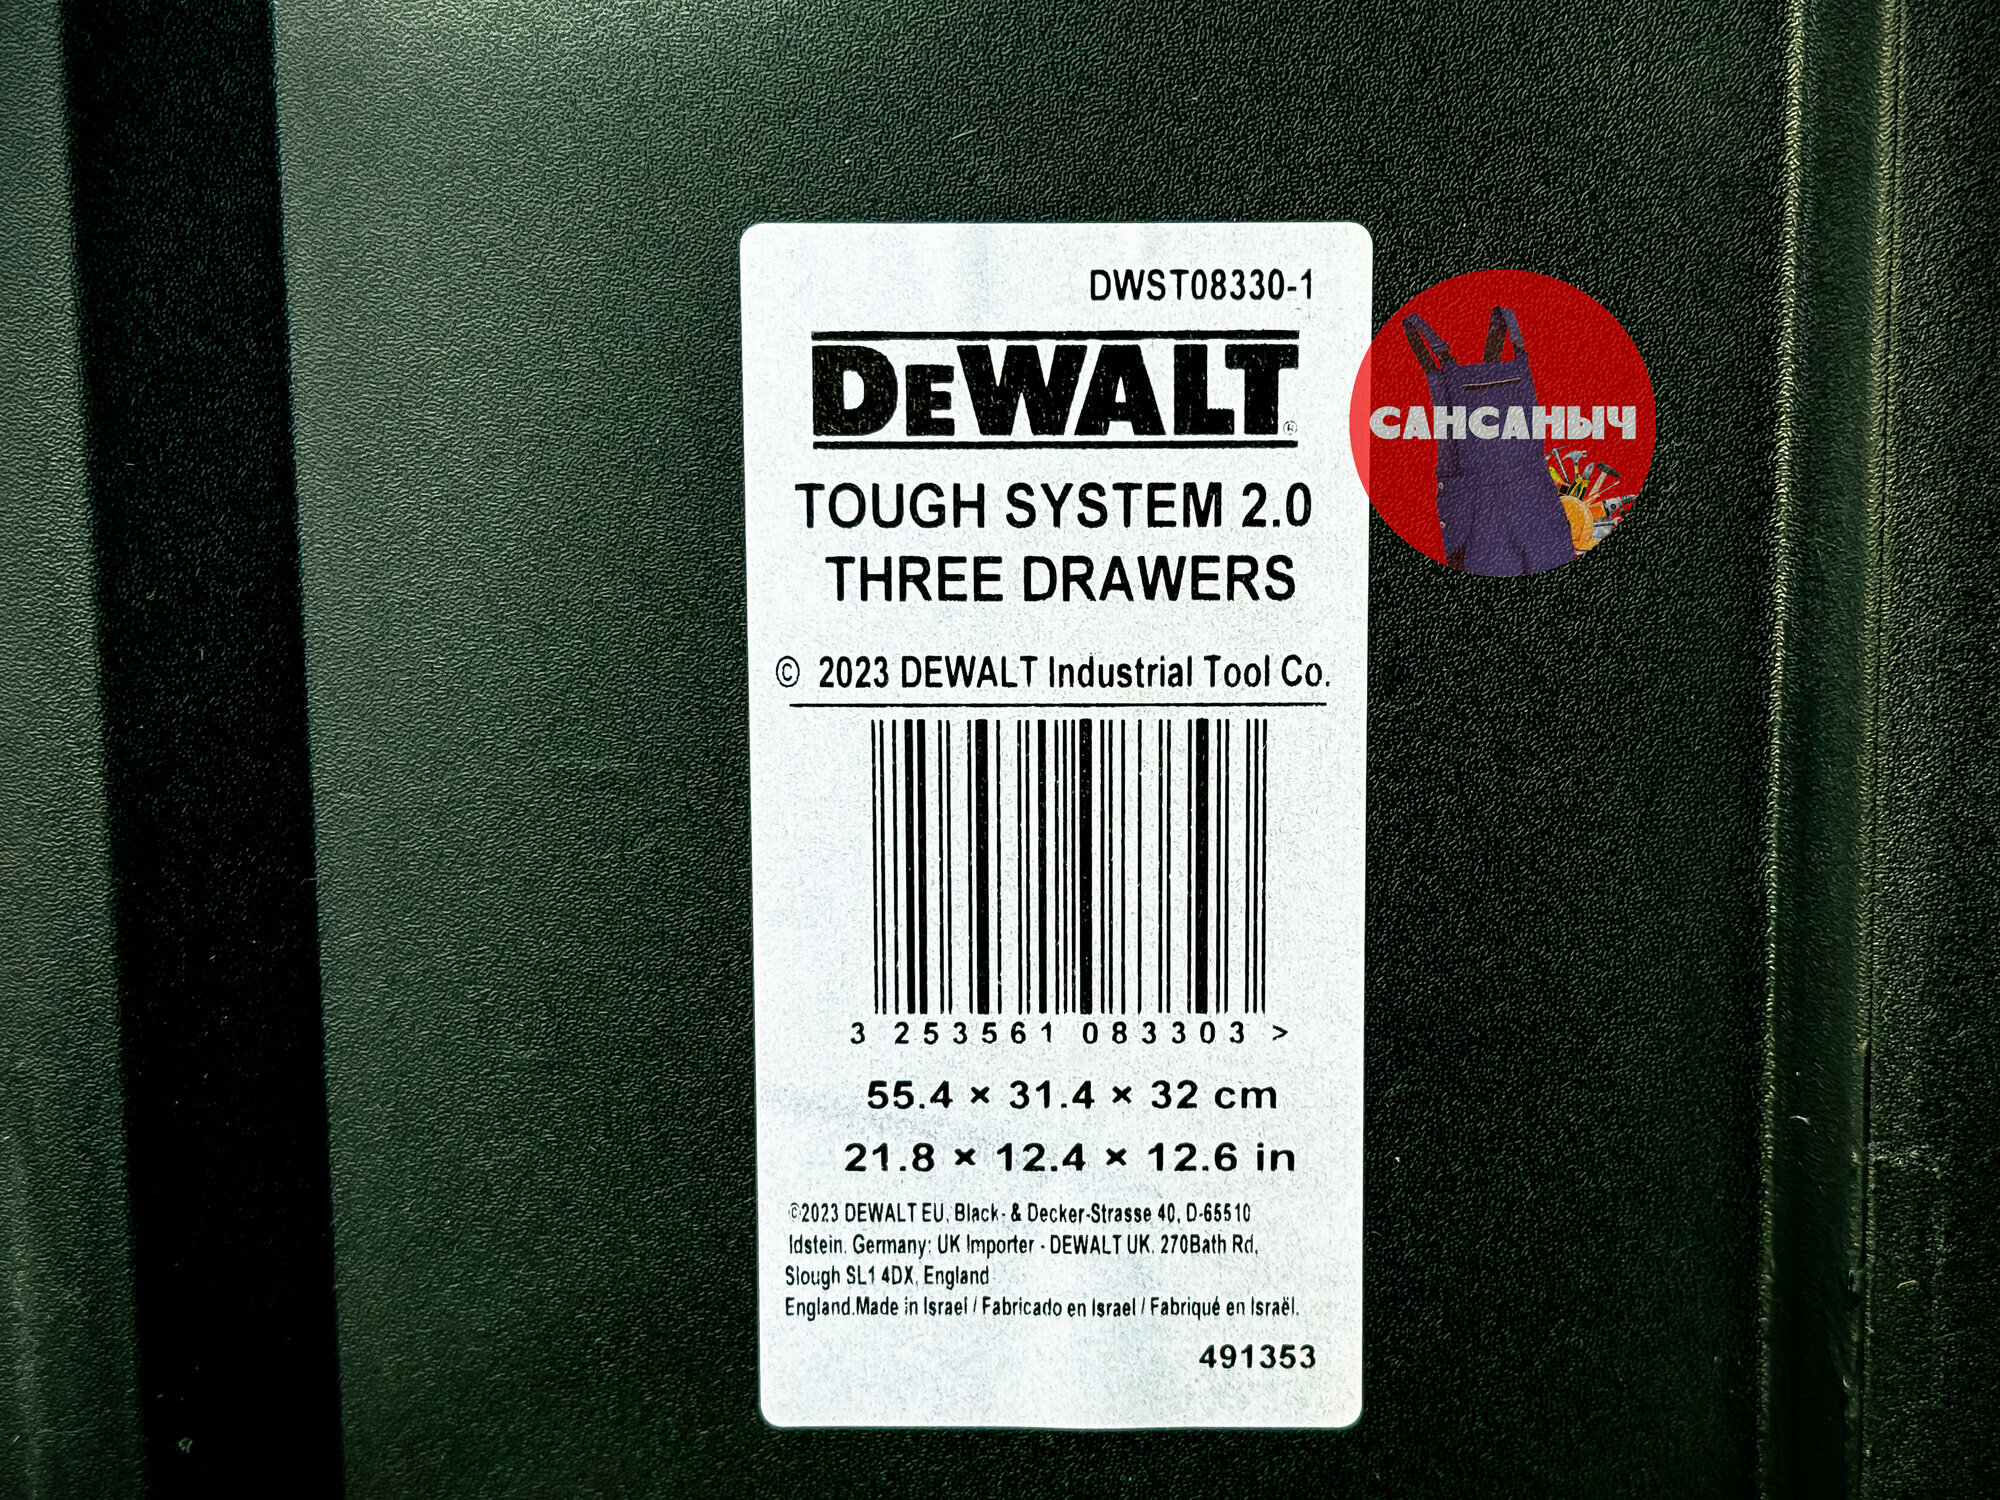 DWST08330-1
DEWALT®
TOUGH SYSTEM 2.0
THREE DRAWERS
© 2023 DEWALT Industrial Tool Co.
3 253561 083303 >
55.4 × 31.4 × 32 cm
21.8 × 12.4 × 12.6 in
©2023 DEWALT EU, Black- & Decker-Strasse 40, D-65510
Idstein. Germany: UK Importer - DEWALT UK. 270Bath Rd,
Slough SL1 4DX, England
England.Made in Israel / Fabricado en Israel / Fabriqué en Israël.
491353
САНСАНЫЧ